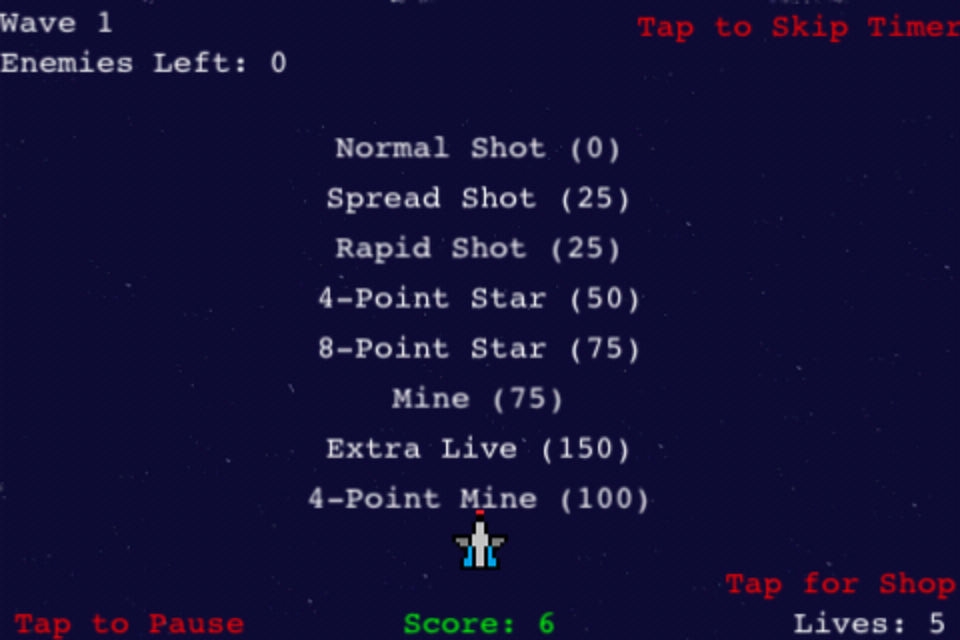 Wave 1
Tap to Skip Timer
Enemies Left: 0
Normal Shot (0)
Spread Shot (25)
Rapid Shot (25)
4-Point Star (50)
8-Point Star (75)
Mine (75)
Extra Live (150)
4-Point Mine (100)
Tap for Shop
Tap to Pause
Score: 6
Lives: 5